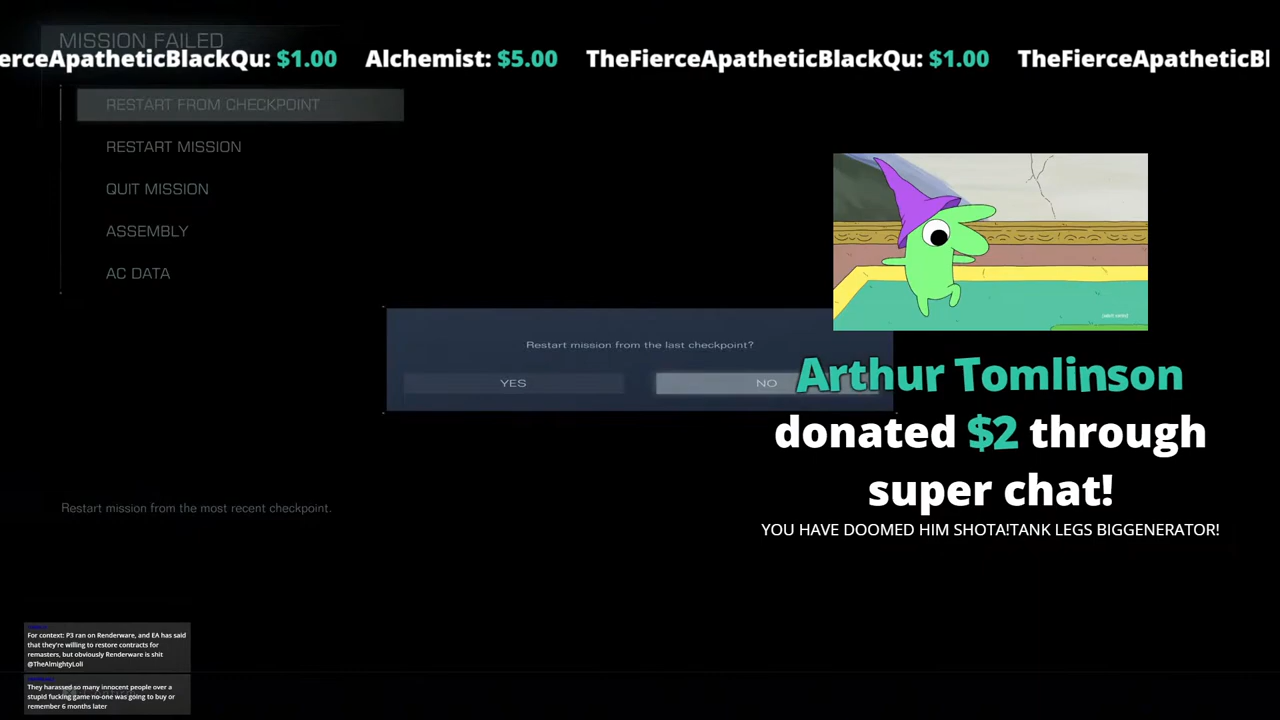 MISSION FAILED
erceApatheticBlackQu: $1.00 Alchemist: $5.00 TheFierceApatheticBlackQu: $1.00 TheFierceApatheticBl
RESTART FROM CHECKPOINT
RESTART MISSION
QUIT MISSION
ASSEMBLY
AC DATA
Restart mission from the last checkpoint?
YES
NO
[adult swim]
Arthur Tomlinson
donated $2 through
super chat!
YOU HAVE DOOMED HIM SHOTA!TANK LEGS BIGGENERATOR!
Restart mission from the most recent checkpoint.
For context: P3 ran on Renderware, and EA has said
that they're willing to restore contracts for
remasters, but obviously Renderware is shit
@TheAlmightyLoli
They harassed so many innocent people over a
stupid fucking game no-one was going to buy or
remember 6 months later